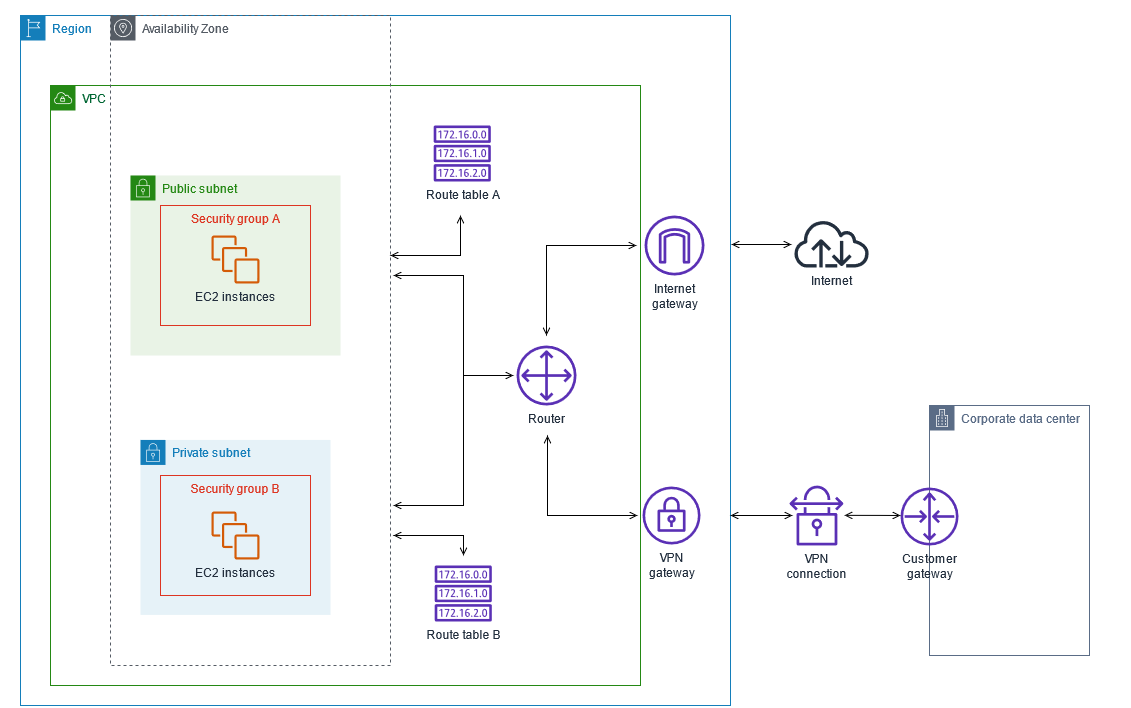 Region
Availability Zone
VPC
172.16.0.0
172.16.1.0
172.16.2.0
Route table A
Public subnet
Security group A
EC2 instances
Internet
gateway
Internet
Router
Corporate data center
Private subnet
Security group B
EC2 instances
VPN
gateway
VPN
connection
Customer
gateway
172.16.0.0
172.16.1.0
172.16.2.0
Route table B